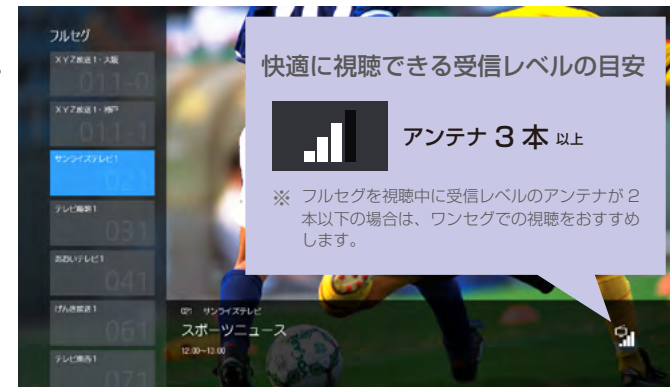 フルセグ
XYZ放送1・大阪
011-0
XYZ放送1・神戸
011-1
サンライズテレビ1
021
テレビ略語1
031
あおいテレビ1
041
げんき放送1
061
テレビ東西1
071
快適に視聴できる受信レベルの目安
アンテナ 3 本 以上
※ フルセグを視聴中に受信レベルのアンテナが 2
本以下の場合は、ワンセグでの視聴をおすすめ
します。
021 サンライズテレビ
スポーツニュース
12:00~13:00